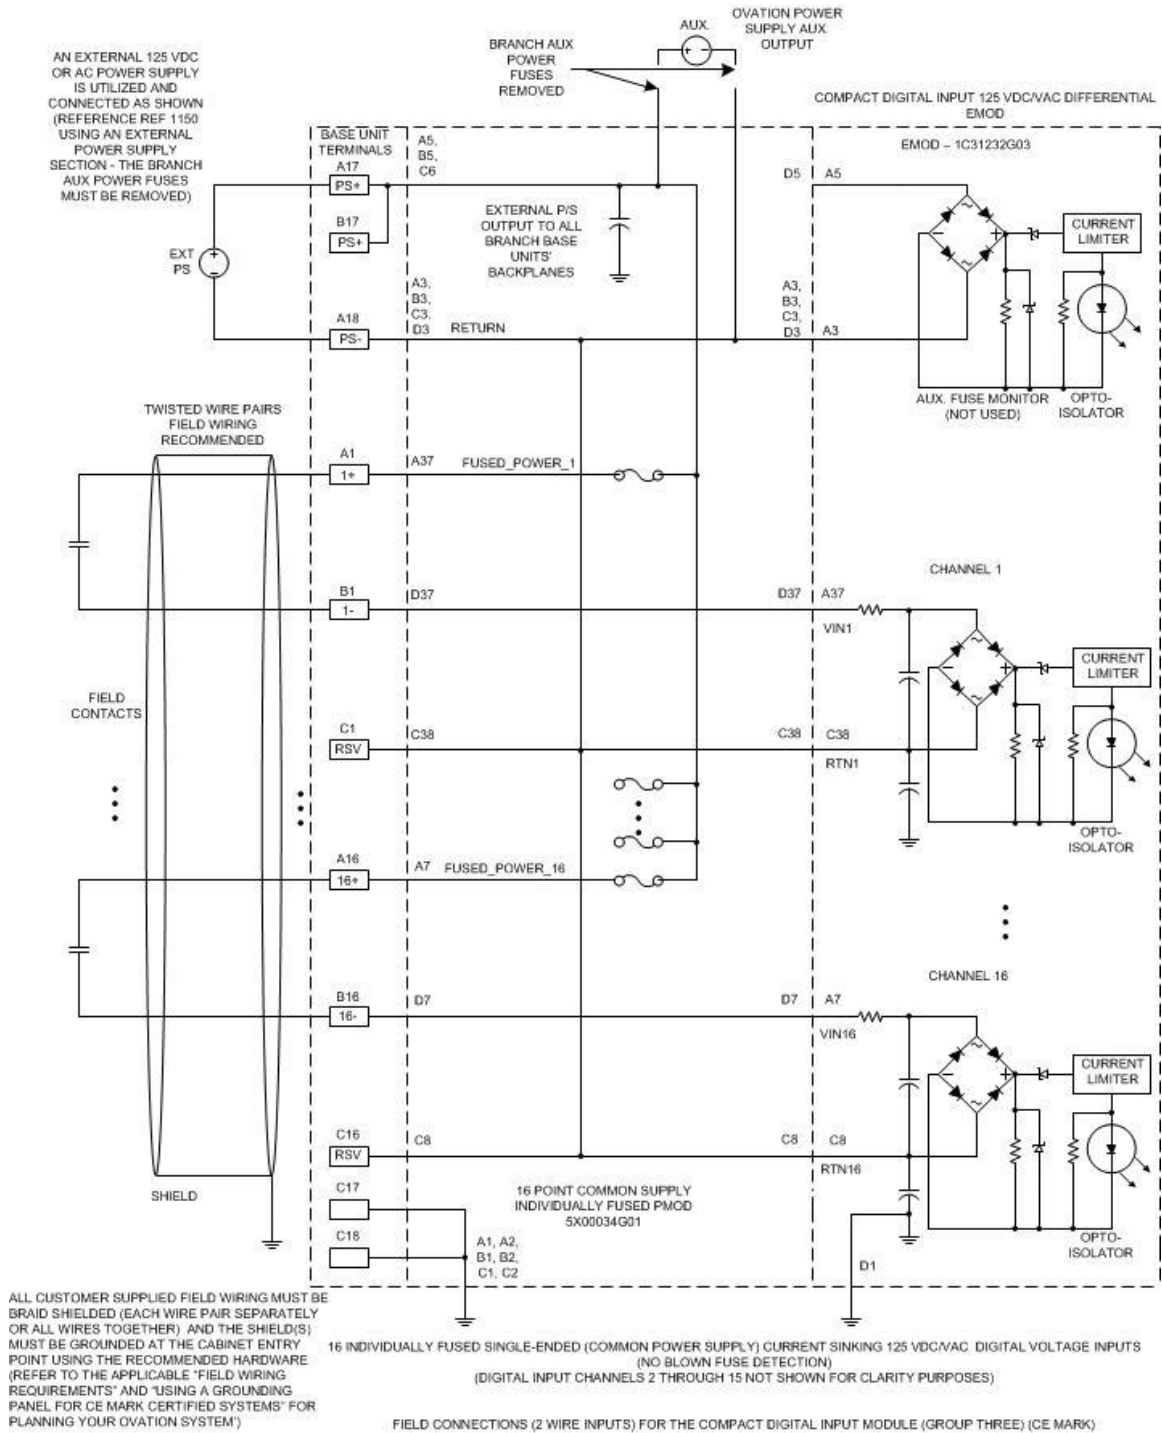 OVATION POWER
SUPPLY AUX.
OUTPUT
AUX.
+ -
BRANCH AUX
POWER
FUSES
REMOVED
AN EXTERNAL 125 VDC
OR AC POWER SUPPLY
IS UTILIZED AND
CONNECTED AS SHOWN
(REFERENCE REF 1150
USING AN EXTERNAL
POWER SUPPLY
SECTION - THE BRANCH
AUX POWER FUSES
MUST BE REMOVED)
COMPACT DIGITAL INPUT 125 VDC/VAC DIFFERENTIAL
EMOD
BASE UNIT
TERMINALS
A5,
B5,
C6
EMOD – 1C31232G03
A17
PS+
D5
A5
B17
PS+
EXTERNAL P/S
OUTPUT TO ALL
BRANCH BASE
UNITS'
BACKPLANES
EXT
PS
+
−
~
− +
~
CURRENT
LIMITER
A3,
B3,
C3.
D3
A18
PS-
RETURN
A3,
B3,
C3,
D3
A3
AUX. FUSE MONITOR
(NOT USED)
OPTO-
ISOLATOR
TWISTED WIRE PAIRS
FIELD WIRING
RECOMMENDED
A1
1+
A37
FUSED_POWER_1
CHANNEL 1
B1
1-
D37
D37
A37
VIN1
~
− +
~
CURRENT
LIMITER
FIELD
CONTACTS
C1
RSV
C38
C38
C38
RTN1
OPTO-
ISOLATOR
A16
16+
A7
FUSED_POWER_16
CHANNEL 16
B16
16-
D7
D7
A7
VIN16
~
− +
~
CURRENT
LIMITER
C16
RSV
C8
C8
C8
RTN16
SHIELD
C17
16 POINT COMMON SUPPLY
INDIVIDUALLY FUSED PMOD
5X00034G01
C18
A1, A2,
B1, B2,
C1, C2
D1
OPTO-
ISOLATOR
ALL CUSTOMER SUPPLIED FIELD WIRING MUST BE
BRAID SHIELDED (EACH WIRE PAIR SEPARATELY
OR ALL WIRES TOGETHER) AND THE SHIELD(S)
MUST BE GROUNDED AT THE CABINET ENTRY
POINT USING THE RECOMMENDED HARDWARE
(REFER TO THE APPLICABLE "FIELD WIRING
REQUIREMENTS" AND "USING A GROUNDING
PANEL FOR CE MARK CERTIFIED SYSTEMS" FOR
PLANNING YOUR OVATION SYSTEM')
16 INDIVIDUALLY FUSED SINGLE-ENDED (COMMON POWER SUPPLY) CURRENT SINKING 125 VDC/VAC DIGITAL VOLTAGE INPUTS
(NO BLOWN FUSE DETECTION)
(DIGITAL INPUT CHANNELS 2 THROUGH 15 NOT SHOWN FOR CLARITY PURPOSES)
FIELD CONNECTIONS (2 WIRE INPUTS) FOR THE COMPACT DIGITAL INPUT MODULE (GROUP THREE) (CE MARK)